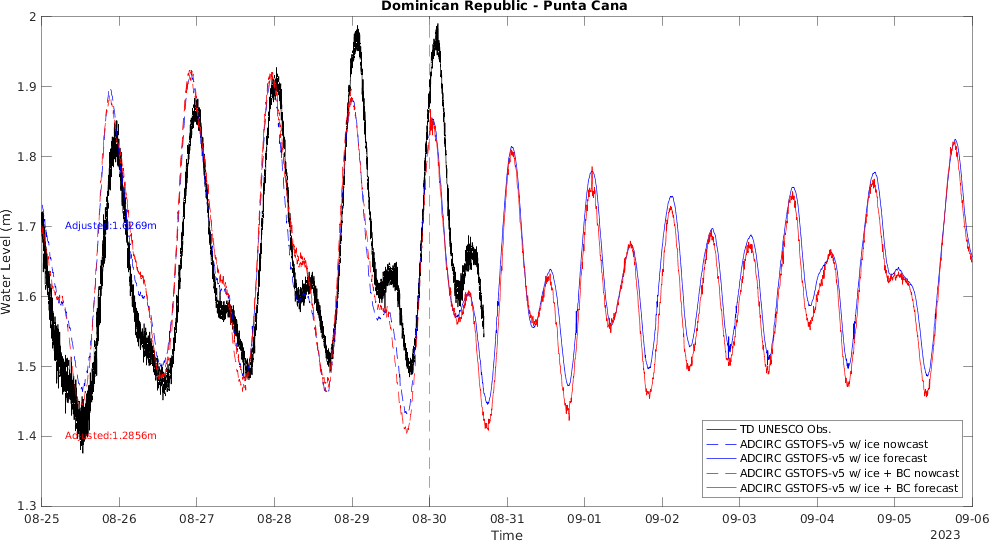 Dominican Republic - Punta Cana
2
1.9
1.8
1.7
1.6
1.5
1.4
1.3
Water Level (m)
Adjusted:1.6269m
Adjusted:1.2856m
TD UNESCO Obs.
ADCIRC GSTOFS-v5 w/ ice nowcast
ADCIRC GSTOFS-v5 w/ ice forecast
ADCIRC GSTOFS-v5 w/ ice + BC nowcast
ADCIRC GSTOFS-v5 w/ ice + BC forecast
08-25 08-26 08-27 08-28 08-29 08-30 08-31 09-01 09-02 09-03 09-04 09-05 09-06
Time
2023